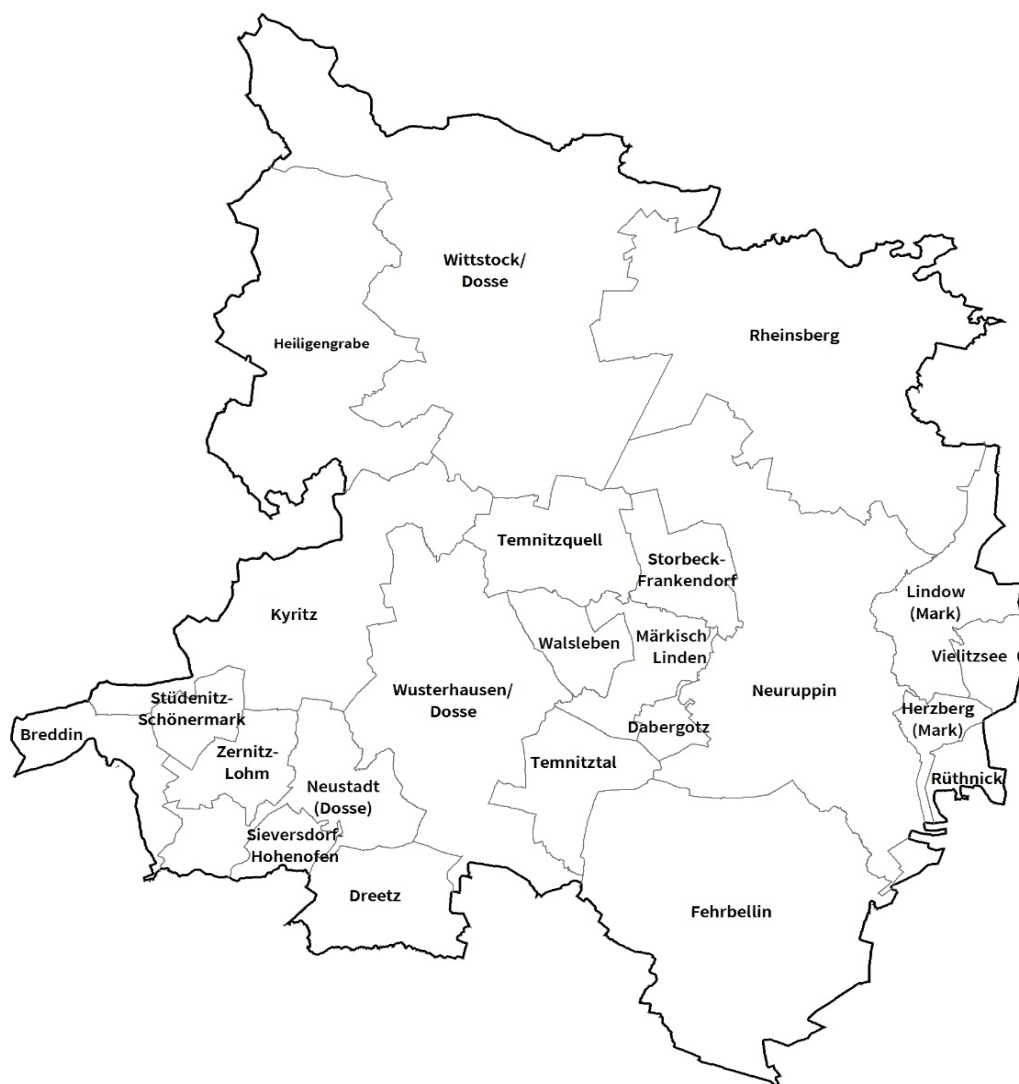 Wittstock/
Dosse
Rheinsberg
Heiligengrabe
Temnitzquell
Storbeck-
Frankendorf
Lindow
(Mark)
Kyritz
Walsleben
Märkisch
Linden
Vielitzsee
Stüdenitz-
Schönermark
Wusterhausen/
Dosse
Neuruppin
Herzberg
(Mark)
Breddin
Dabergotz
Zernitz-
Lohm
Temnitztal
Rüthnick
Neustadt
(Dosse)
Sieversdorf-
Hohenofen
Dreetz
Fehrbellin